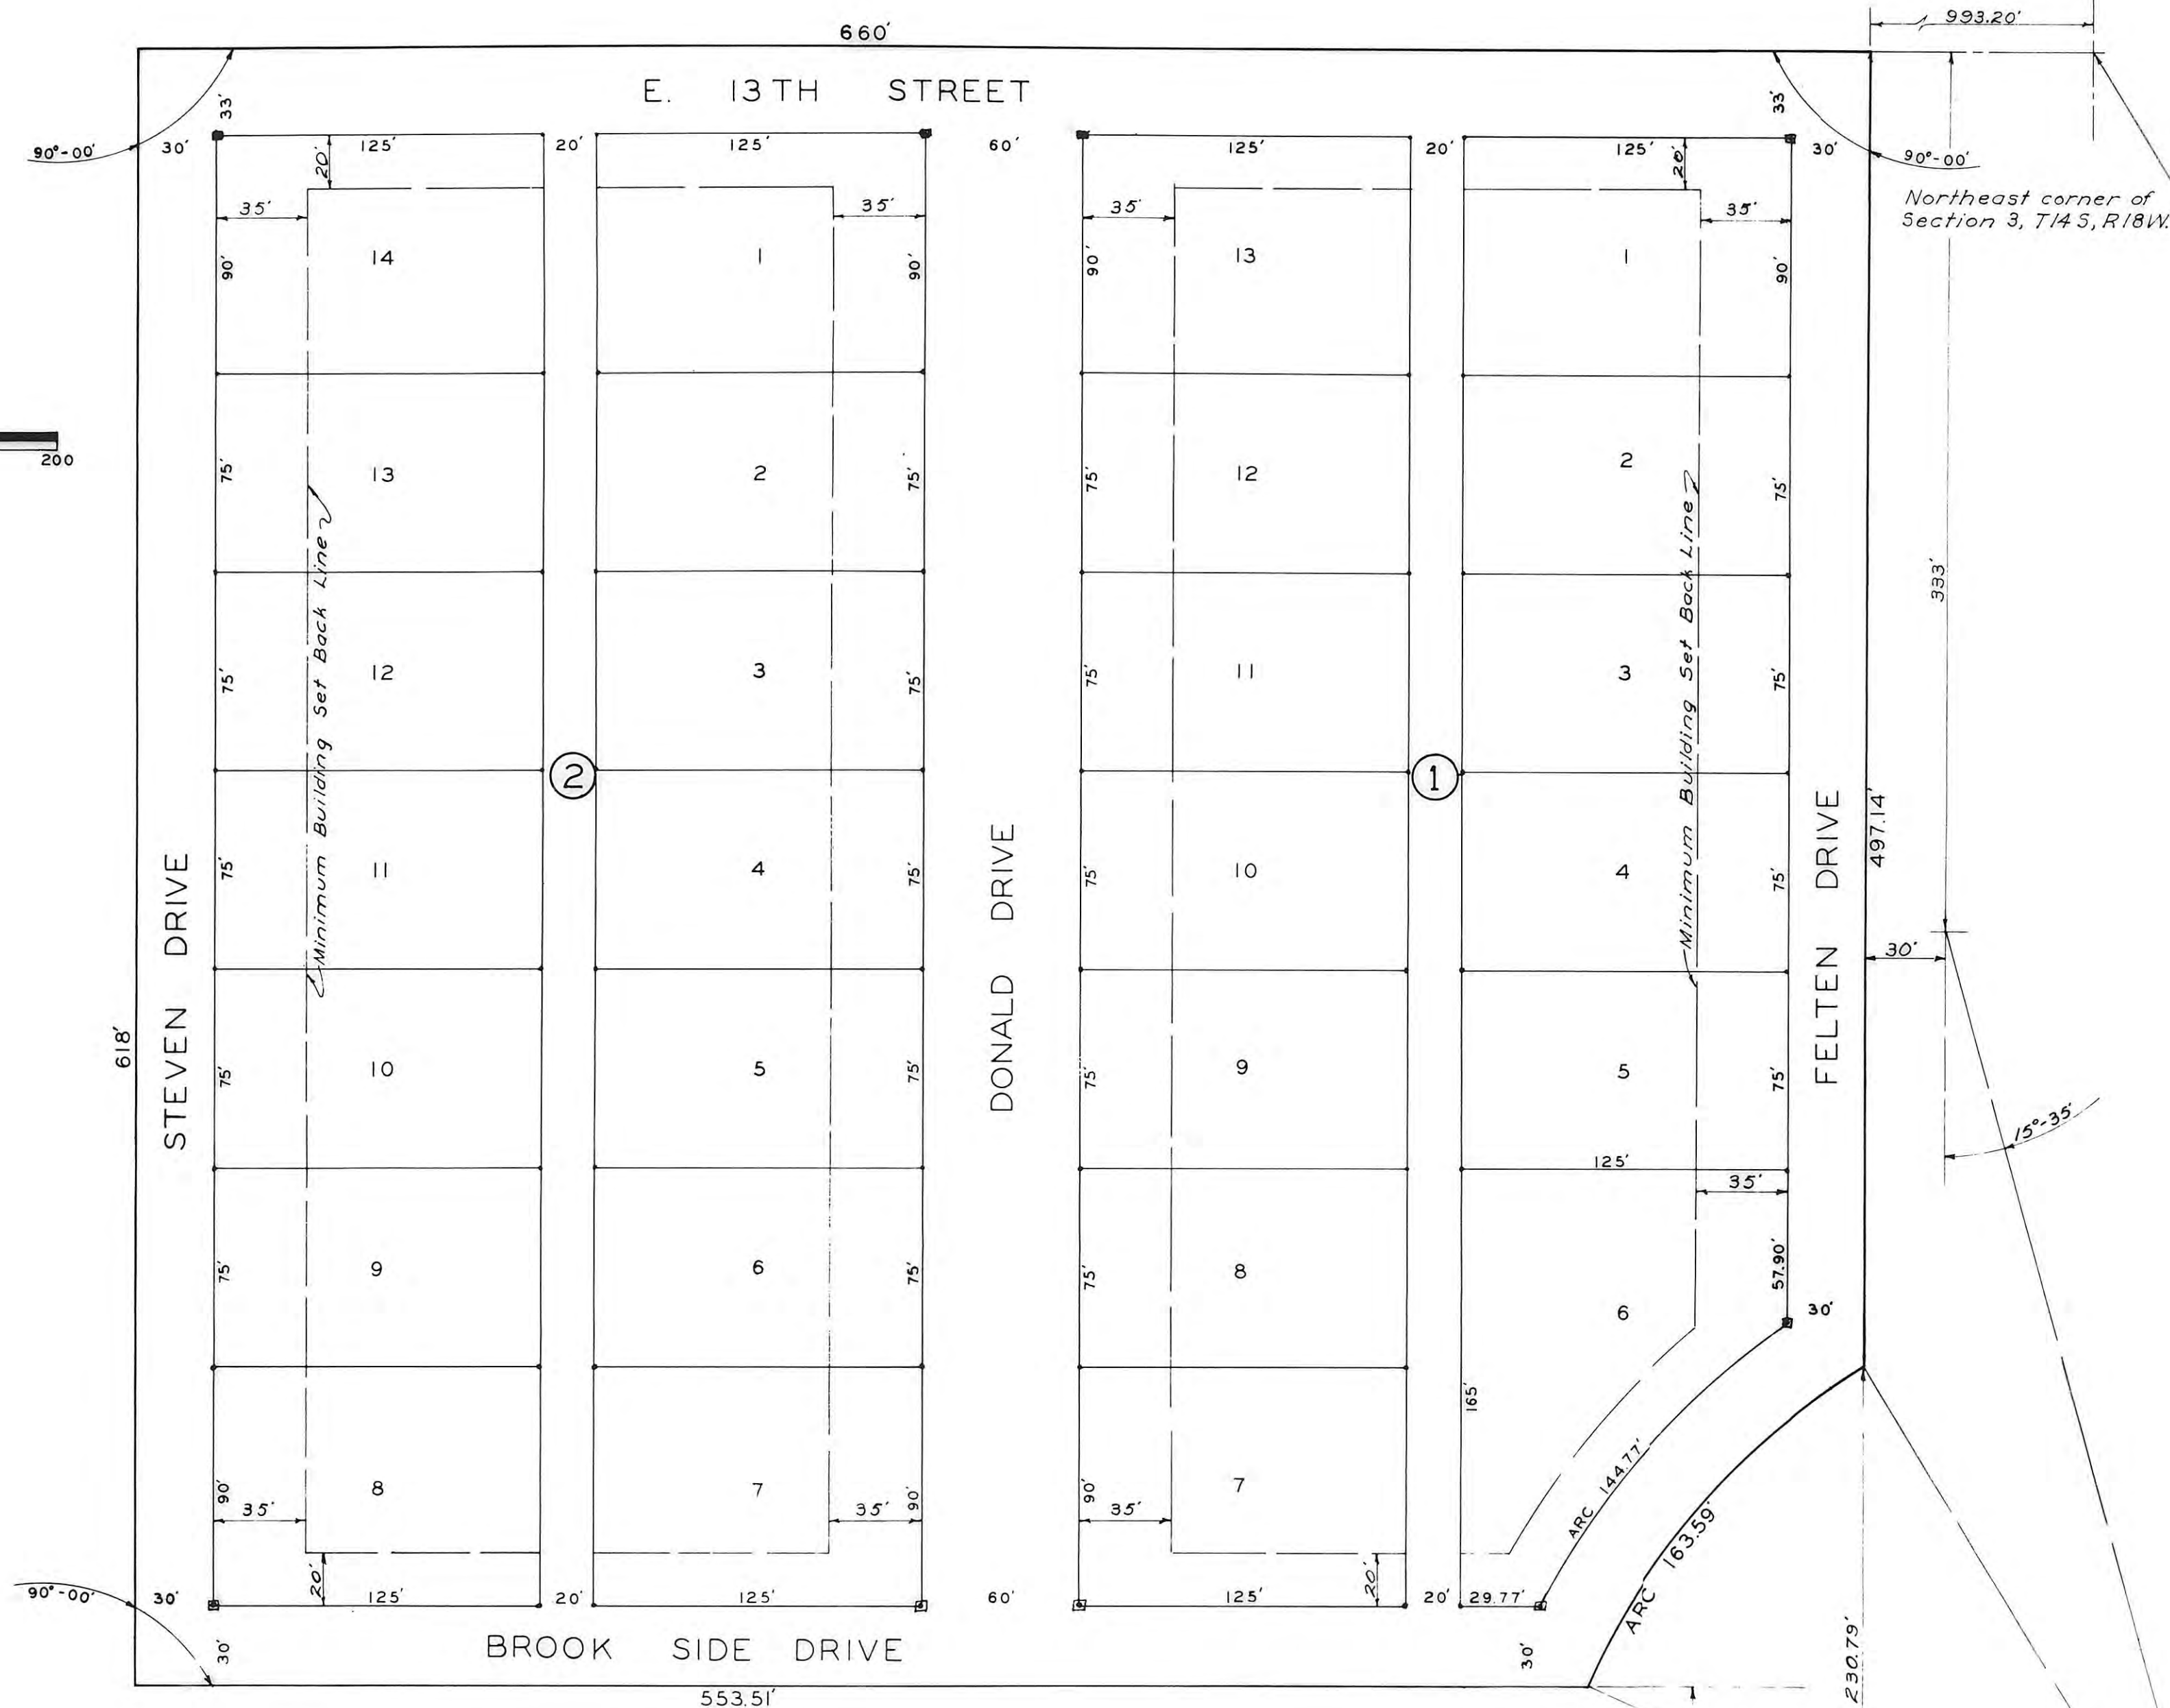 993.20'
660'
E. 13TH STREET
33' 33'
90°-00' 30' 125' 20' 125' 60' 125' 20' 125' 30' 90°-00'
20' 20'
Northeast corner of
Section 3, T14S, R18W.
35' 35' 35' 35'
90' 14 1 90' 90' 13 1 90'
200
75' 13 2 75' 75' 12 2 75'
Minimum Building Set Back Line
Minimum Building Set Back Line
333'
75' 12 3 75' 75' 11 3 75'
2 1
75' 11 4 75' 75' 10 4 75'
STEVEN DRIVE
DONALD DRIVE
FELTEN DRIVE
497.14'
30'
618'
75' 10 5 75' 75' 9 5 75'
15°-35'
125'
35'
75' 9 6 75' 75' 8 6 57.90'
30'
165'
90' 8 7 90' 90' 7
35' 35' 35'
ARC 144.77'
ARC 163.59'
20' 20'
90°-00' 30' 125' 20' 125' 60' 125' 20' 29.77'
30' BROOK SIDE DRIVE 30'
230.79'
553.51'